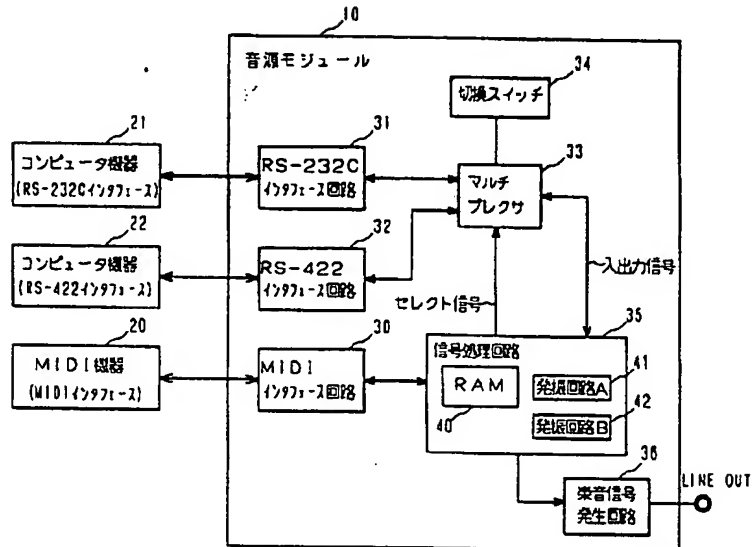 10
音源モジュール
34
切換スイッチ
21
コンピュータ機器
(RS-232Cインタフェース)
31
RS-232C
インタフェース回路
33
マルチ
プレクサ
22
コンピュータ機器
(RS-422インタフェース)
32
RS-422
インタフェース回路
セレクト信号
入出力信号
20
MIDI機器
(MIDIインタフェース)
30
MIDI
インタフェース回路
35
信号処理回路
RAM
40
発振回路A
41
発振回路B
42
36
楽音信号
発生回路
LINE OUT